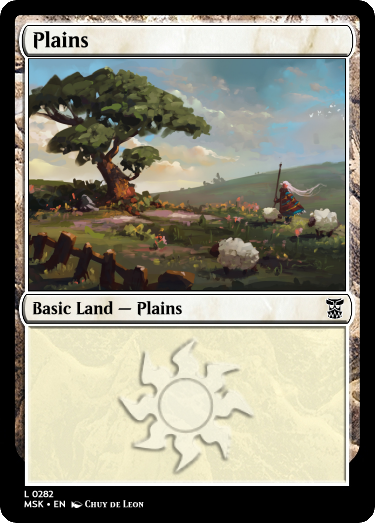 Plains
Basic Land — Plains
L 0282
MSK • EN Chuy de Leon